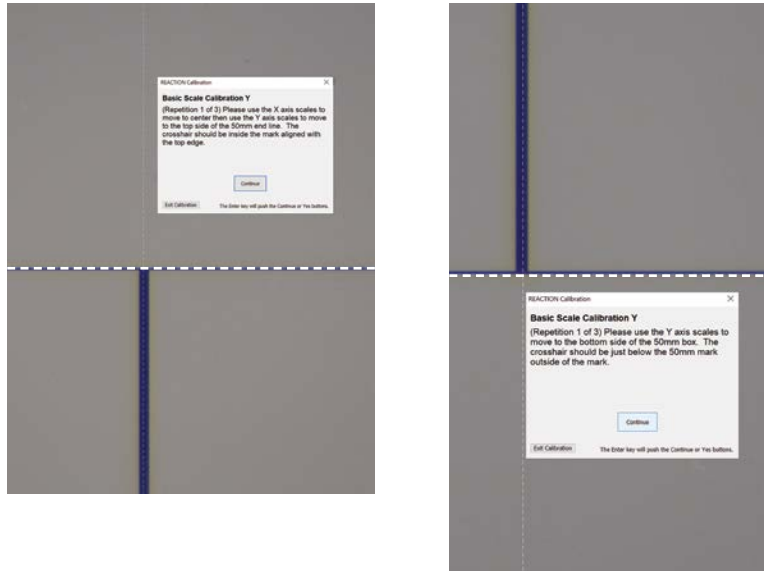 REACTION Calibration
Basic Scale Calibration Y
(Repetition 1 of 3) Please use the X axis scales to
move to center then use the Y axis scales to move
to the top side of the 50mm end line. The
crosshair should be inside the mark aligned with
the top edge.
Continue
Exit Calibration
The Enter key will push the Continue or Yes buttons.
REACTION Calibration
Basic Scale Calibration Y
(Repetition 1 of 3) Please use the Y axis scales to
move to the bottom side of the 50mm box. The
crosshair should be just below the 50mm mark
outside of the mark.
Continue
Exit Calibration
The Enter key will push the Continue or Yes buttons.